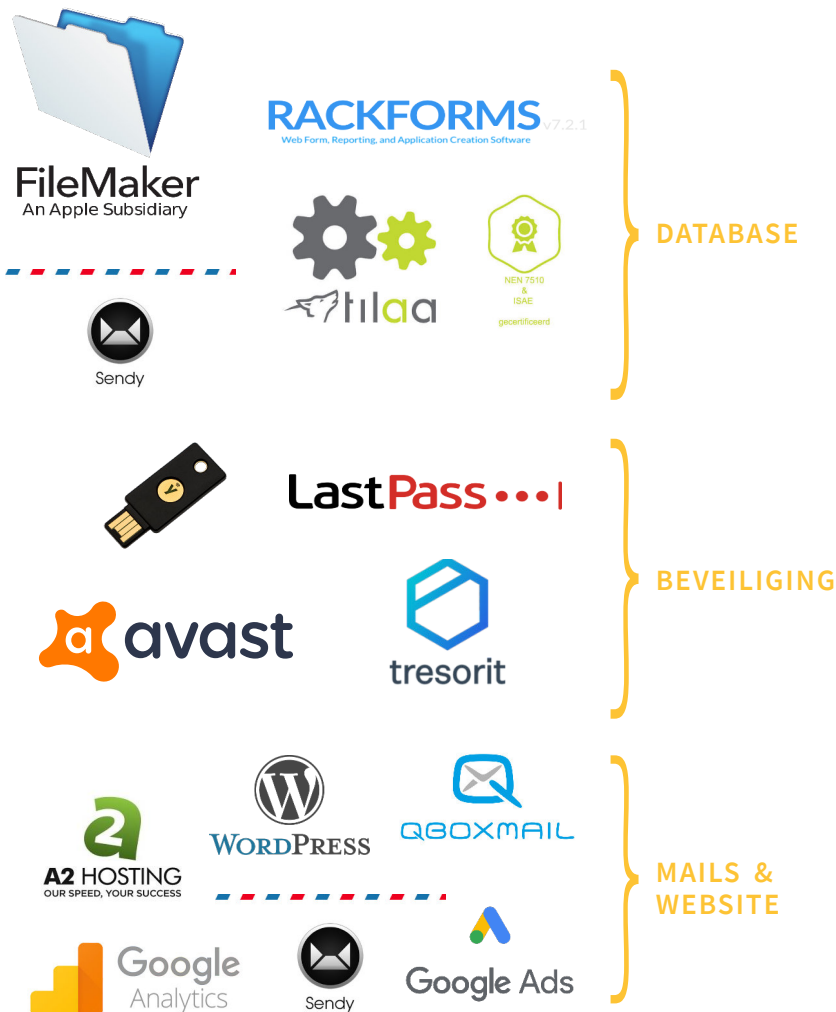 FileMaker
An Apple Subsidiary
RACKFORMS v7.2.1
Web Form, Reporting, and Application Creation Software
tilaa
NEN 7510
&
ISAE
gecertificeerd
DATABASE
Sendy
Y
LastPass
BEVEILIGING
a avast
tresorit
WORDPRESS
QBOXMAIL
a2
A2 HOSTING
OUR SPEED, YOUR SUCCESS
MAILS &
WEBSITE
Google
Analytics
Sendy
Google Ads